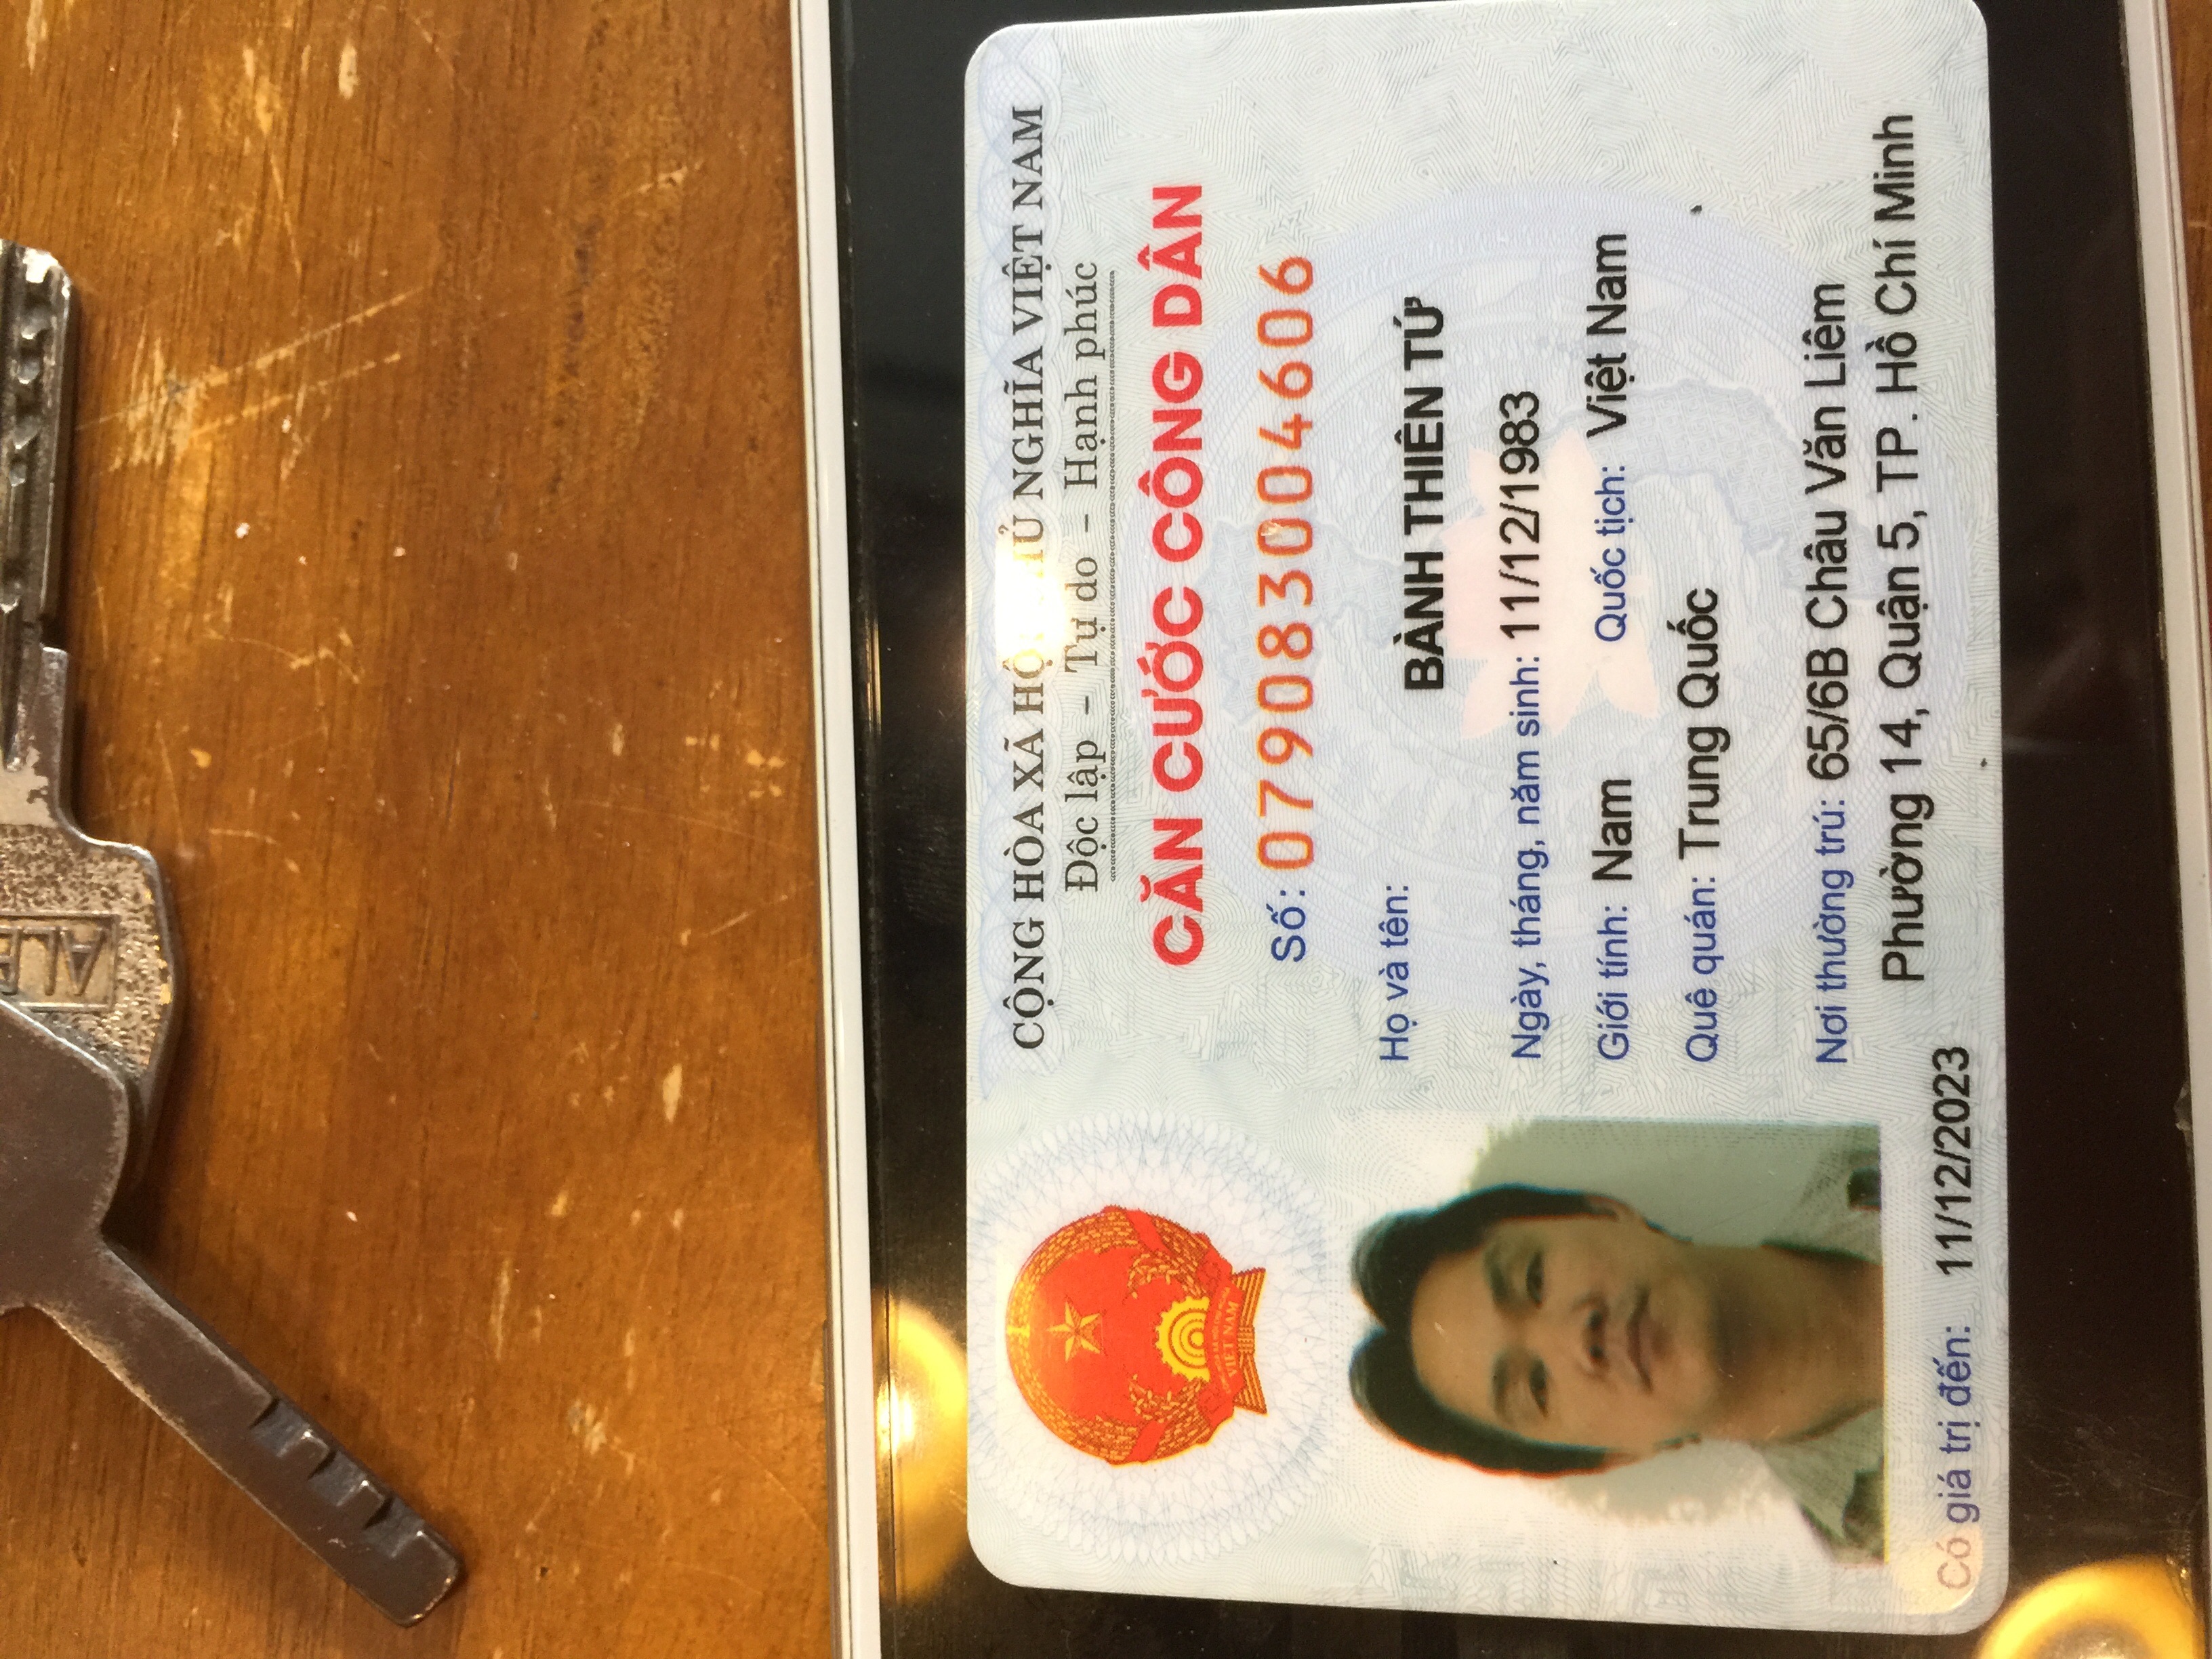 CỘNG HÒA XÃ NGHĨA VIỆT NAM
Độc lập - Tự do - Hạnh phúc
CĂN CƯỚC CÔNG DÂN
Số: 079083004606
Họ và tên:
BÀNH THIÊN TỨ
Ngày, tháng, năm sinh: 11/12/1983
Giới tính: Nam Quốc tịch: Việt Nam
Quê quán: Trung Quốc
Nơi thường trú: 65/6B Châu Văn Liêm
Phường 14, Quận 5, TP. Hồ Chí Minh
Có giá trị đến: 11/12/2023
VIỆT NAM